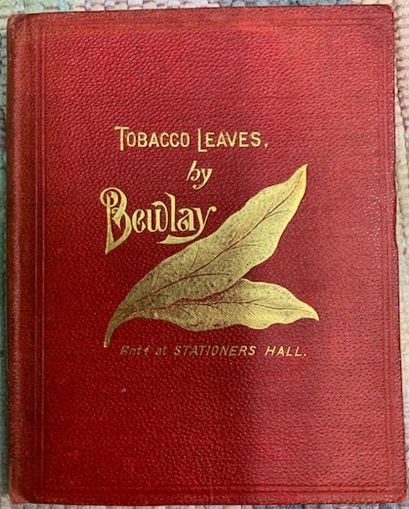 TOBACCO LEAVES,
by
Bewlay
Entd at STATIONERS HALL.